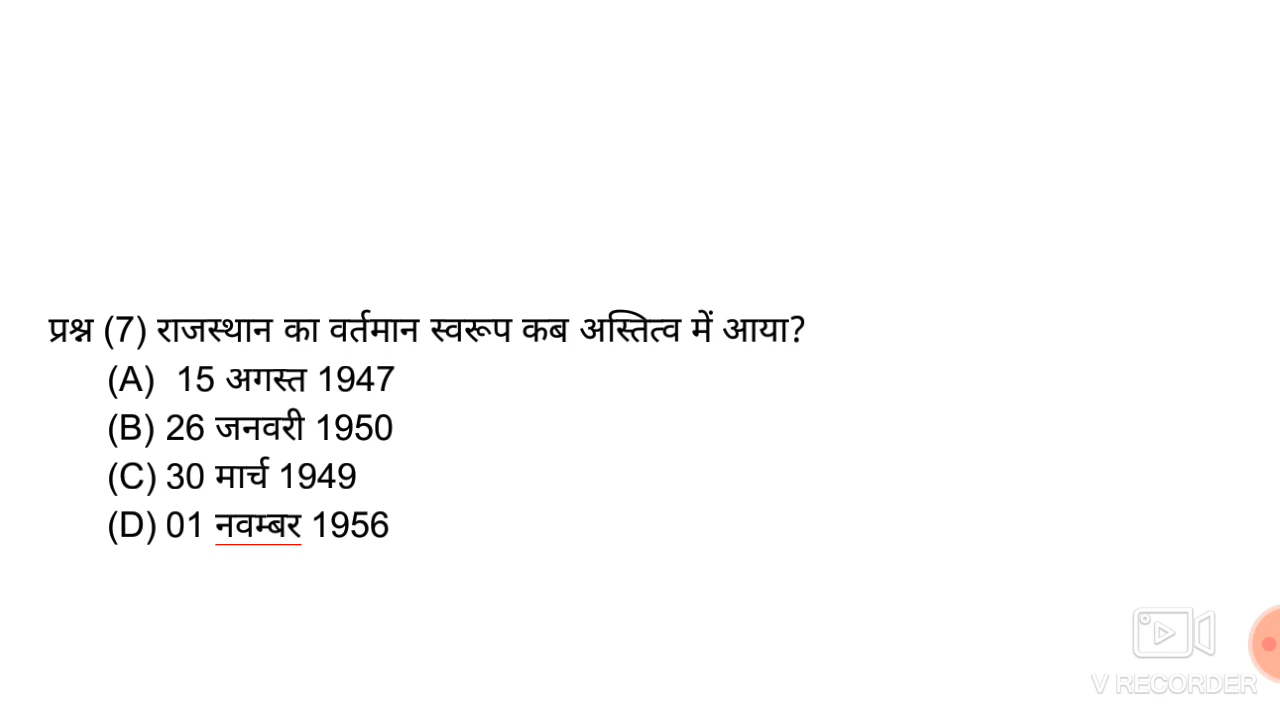 प्रश्न (7) राजस्थान का वर्तमान स्वरूप कब अस्तित्व में आया?
(A) 15 अगस्त 1947
(B) 26 जनवरी 1950
(C) 30 मार्च 1949
(D) 01 नवम्बर 1956
V RECORDER